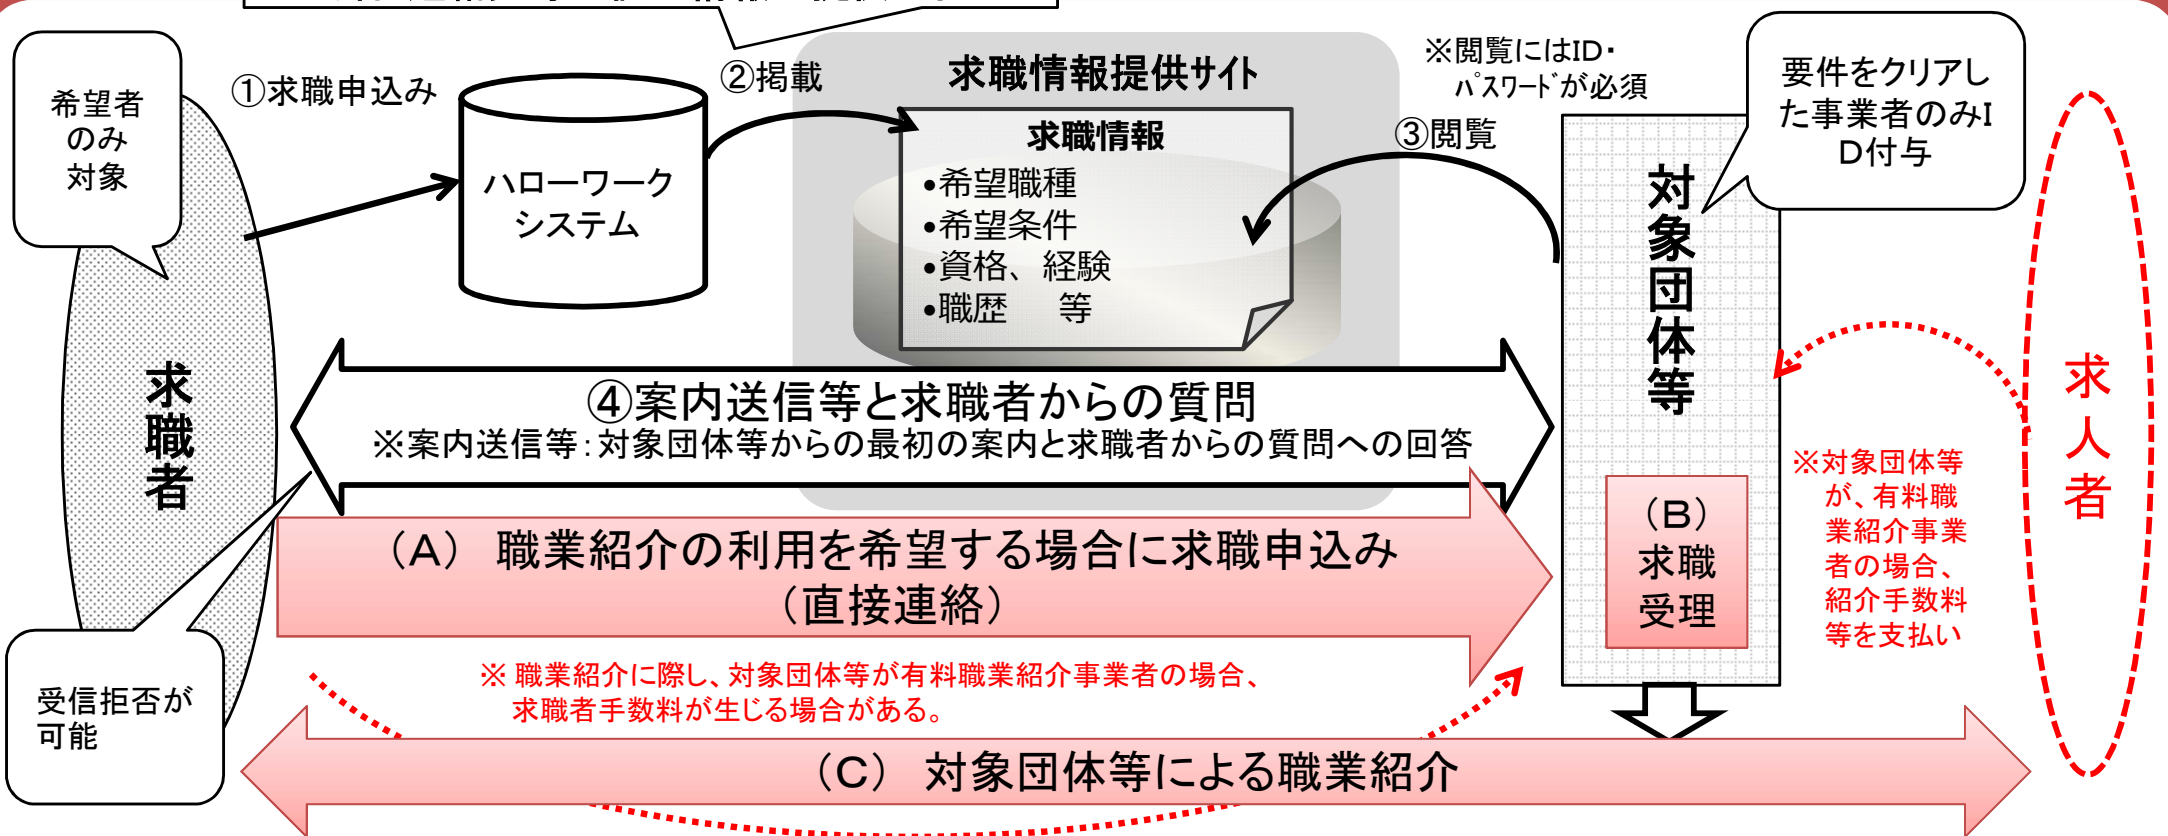 希望者
のみ
対象
①求職申込み
ハローワーク
システム
②掲載
求職情報提供サイト
求職情報
•希望職種
•希望条件
•資格、経験
•職歴　等
※閲覧にはID・
パスワードが必須
③閲覧
要件をクリアし
た事業者のみI
D付与
対象団体等
求職者
求人者
④案内送信等と求職者からの質問
※案内送信等：対象団体等からの最初の案内と求職者からの質問への回答
（A） 職業紹介の利用を希望する場合に求職申込み
（直接連絡）
（B）
求職
受理
※対象団体等
が、有料職
業紹介事業
者の場合、
紹介手数料
等を支払い
受信拒否が
可能
※ 職業紹介に際し、対象団体等が有料職業紹介事業者の場合、
求職者手数料が生じる場合がある。
（C） 対象団体等による職業紹介